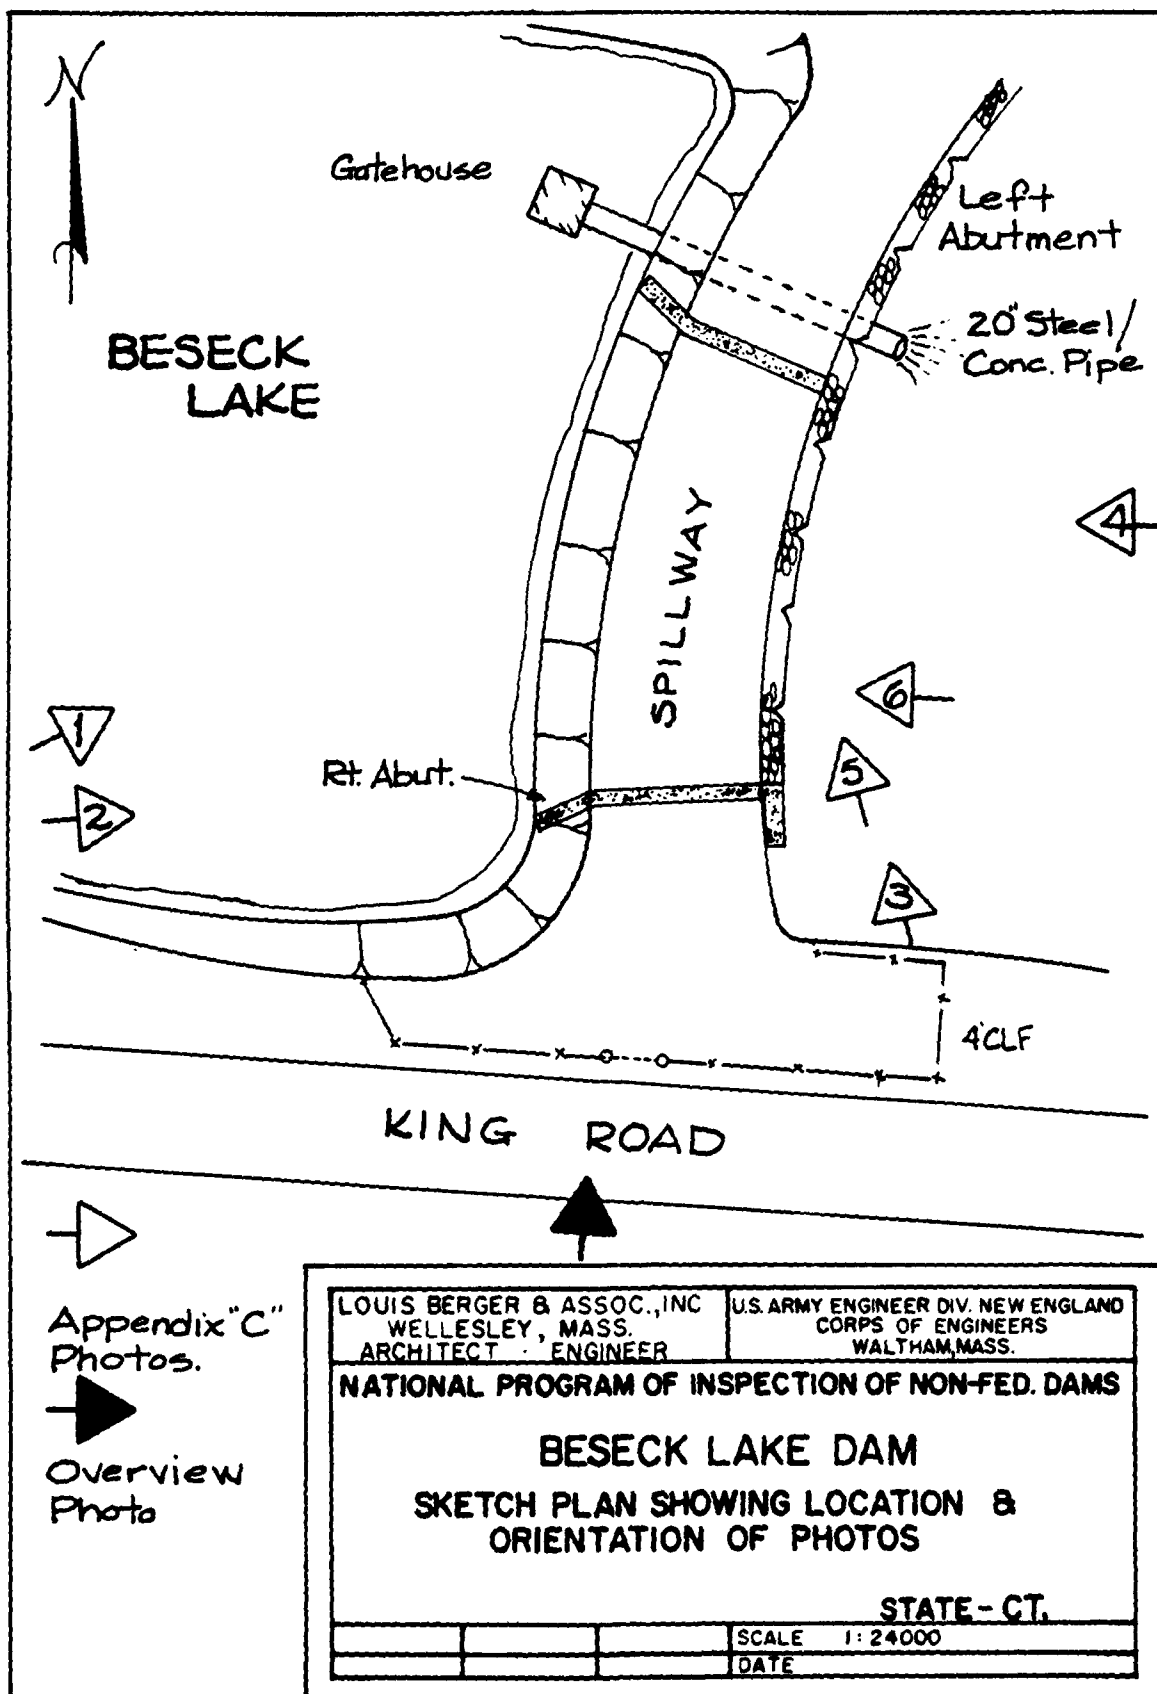 N
Gatehouse
Left
Abutment
20" Steel/
Conc. Pipe
BESECK
LAKE
SPILLWAY
4
6
1
Rt. Abut.
5
2
3
4'CLF
KING ROAD
Appendix "C"
Photos.
Overview
Photo
LOUIS BERGER & ASSOC., INC
WELLESLEY, MASS.
ARCHITECT · ENGINEER
U.S. ARMY ENGINEER DIV. NEW ENGLAND
CORPS OF ENGINEERS
WALTHAM, MASS.
NATIONAL PROGRAM OF INSPECTION OF NON-FED. DAMS
BESECK LAKE DAM
SKETCH PLAN SHOWING LOCATION &
ORIENTATION OF PHOTOS
STATE - CT.
SCALE 1:24000
DATE